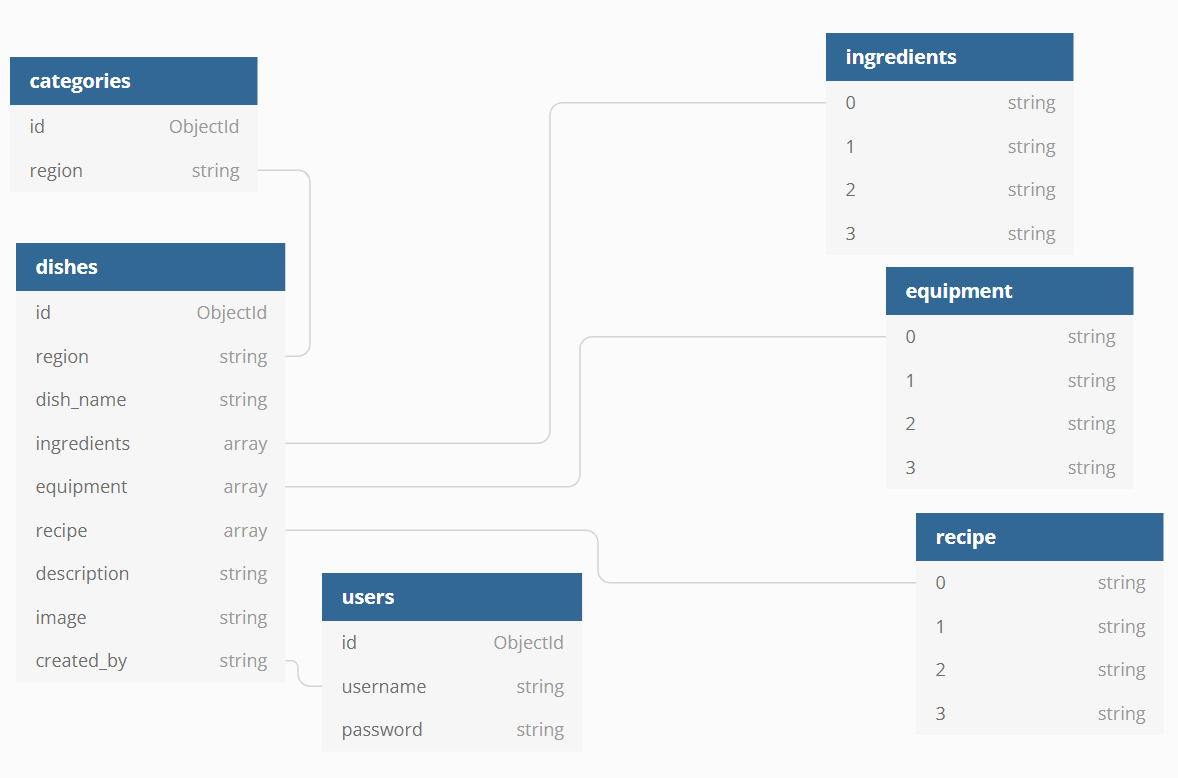 categories
id ObjectId
region string
dishes
id ObjectId
region string
dish_name string
ingredients array
equipment array
recipe array
description string
image string
created_by string
users
id ObjectId
username string
password string
ingredients
0 string
1 string
2 string
3 string
equipment
0 string
1 string
2 string
3 string
recipe
0 string
1 string
2 string
3 string